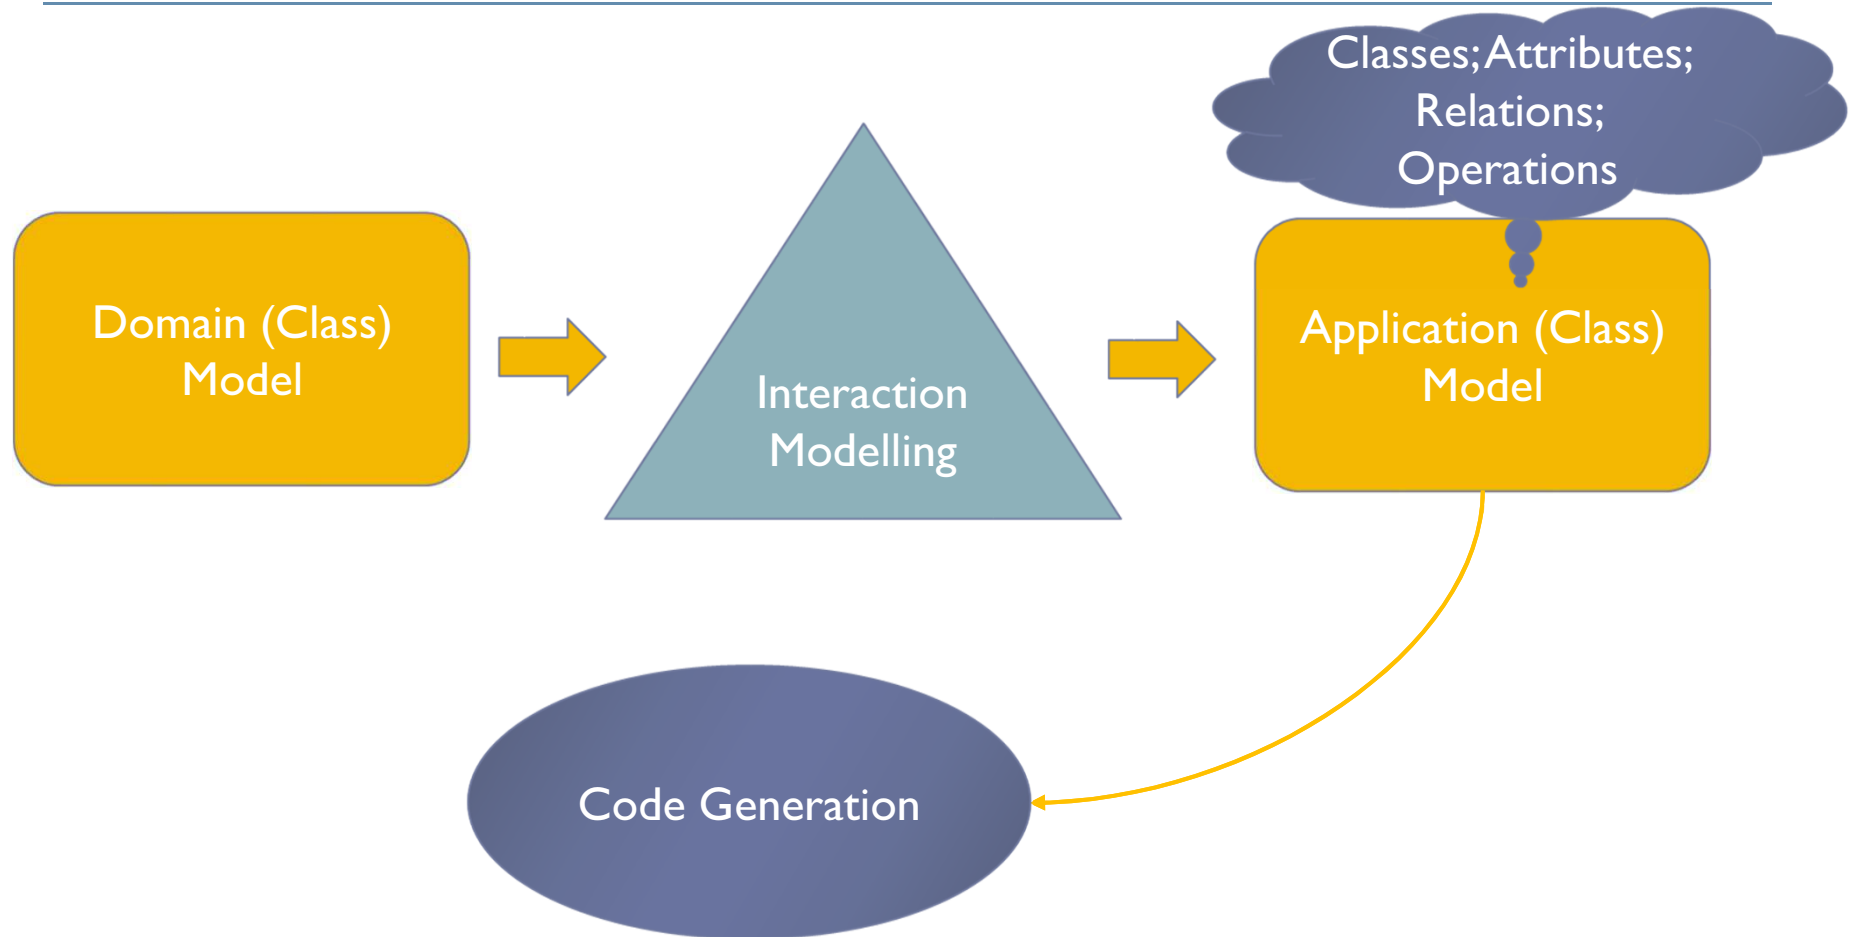 Classes; Attributes;
Relations;
Operations
Domain (Class)
Model
Interaction
Modelling
Application (Class)
Model
Code Generation